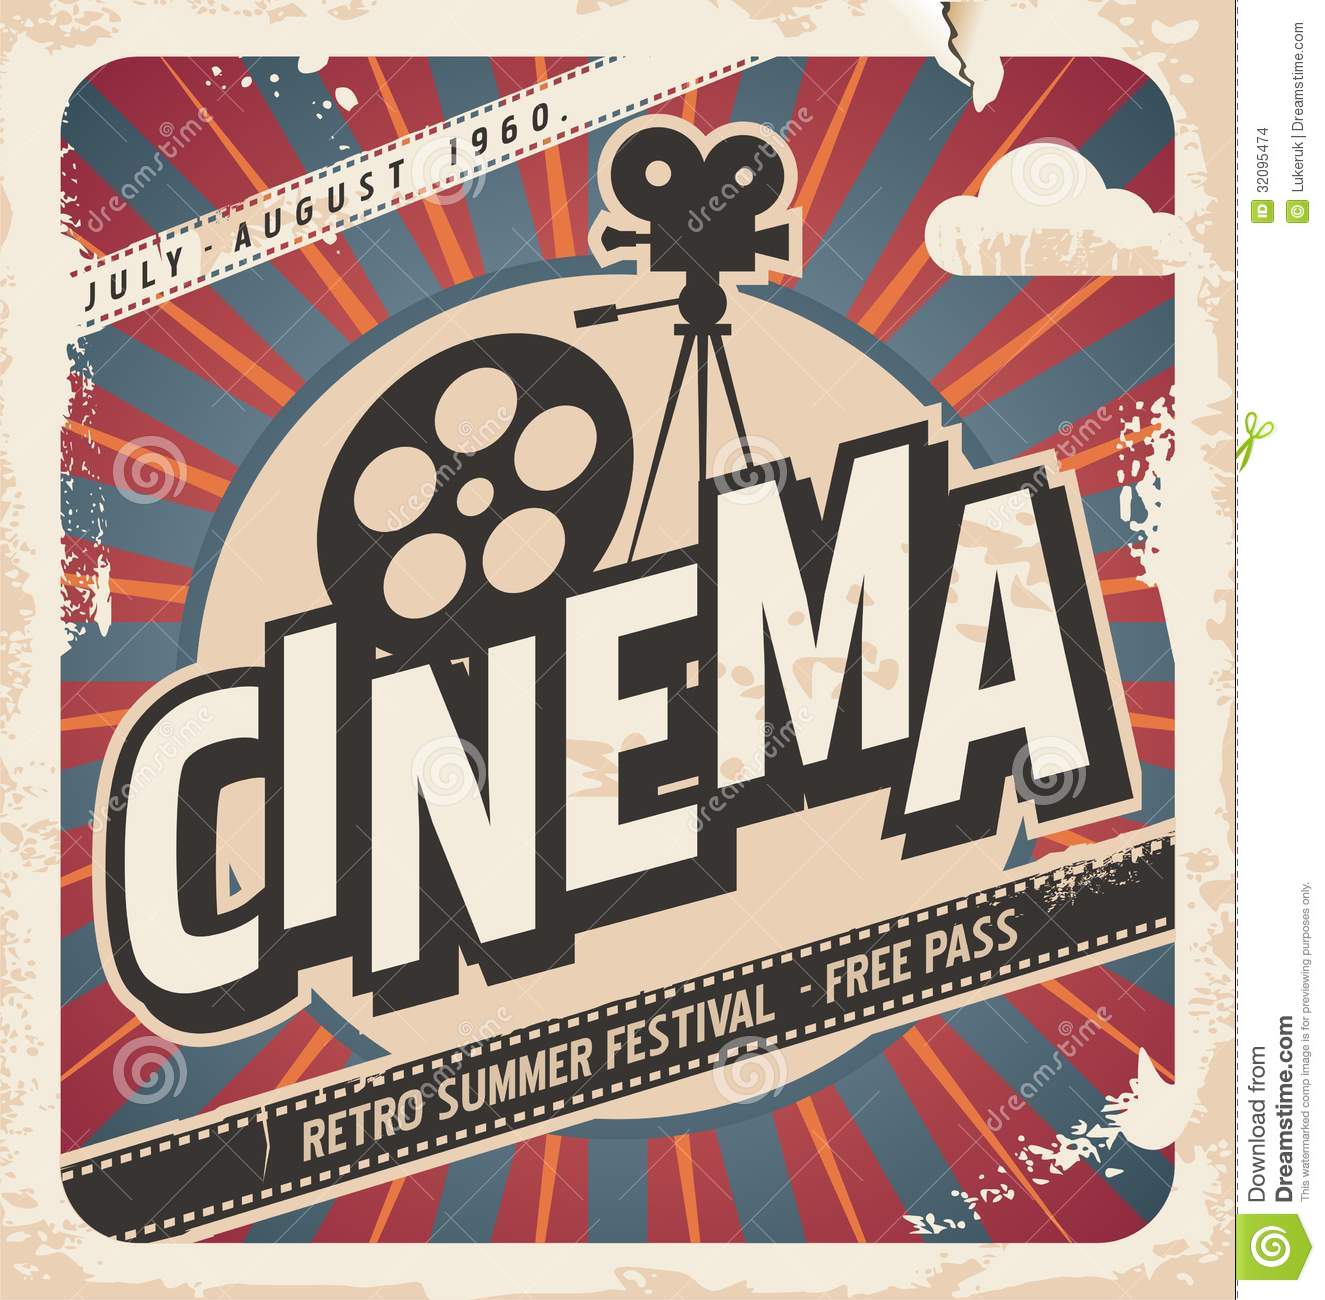 JULY - AUGUST 1960.
CINEMA
RETRO SUMMER FESTIVAL - FREE PASS
ID 32095474
© Lukeruk | Dreamstime.com
Download from
Dreamstime.com
This watermarked comp image is for previewing purposes only.
dreamstime